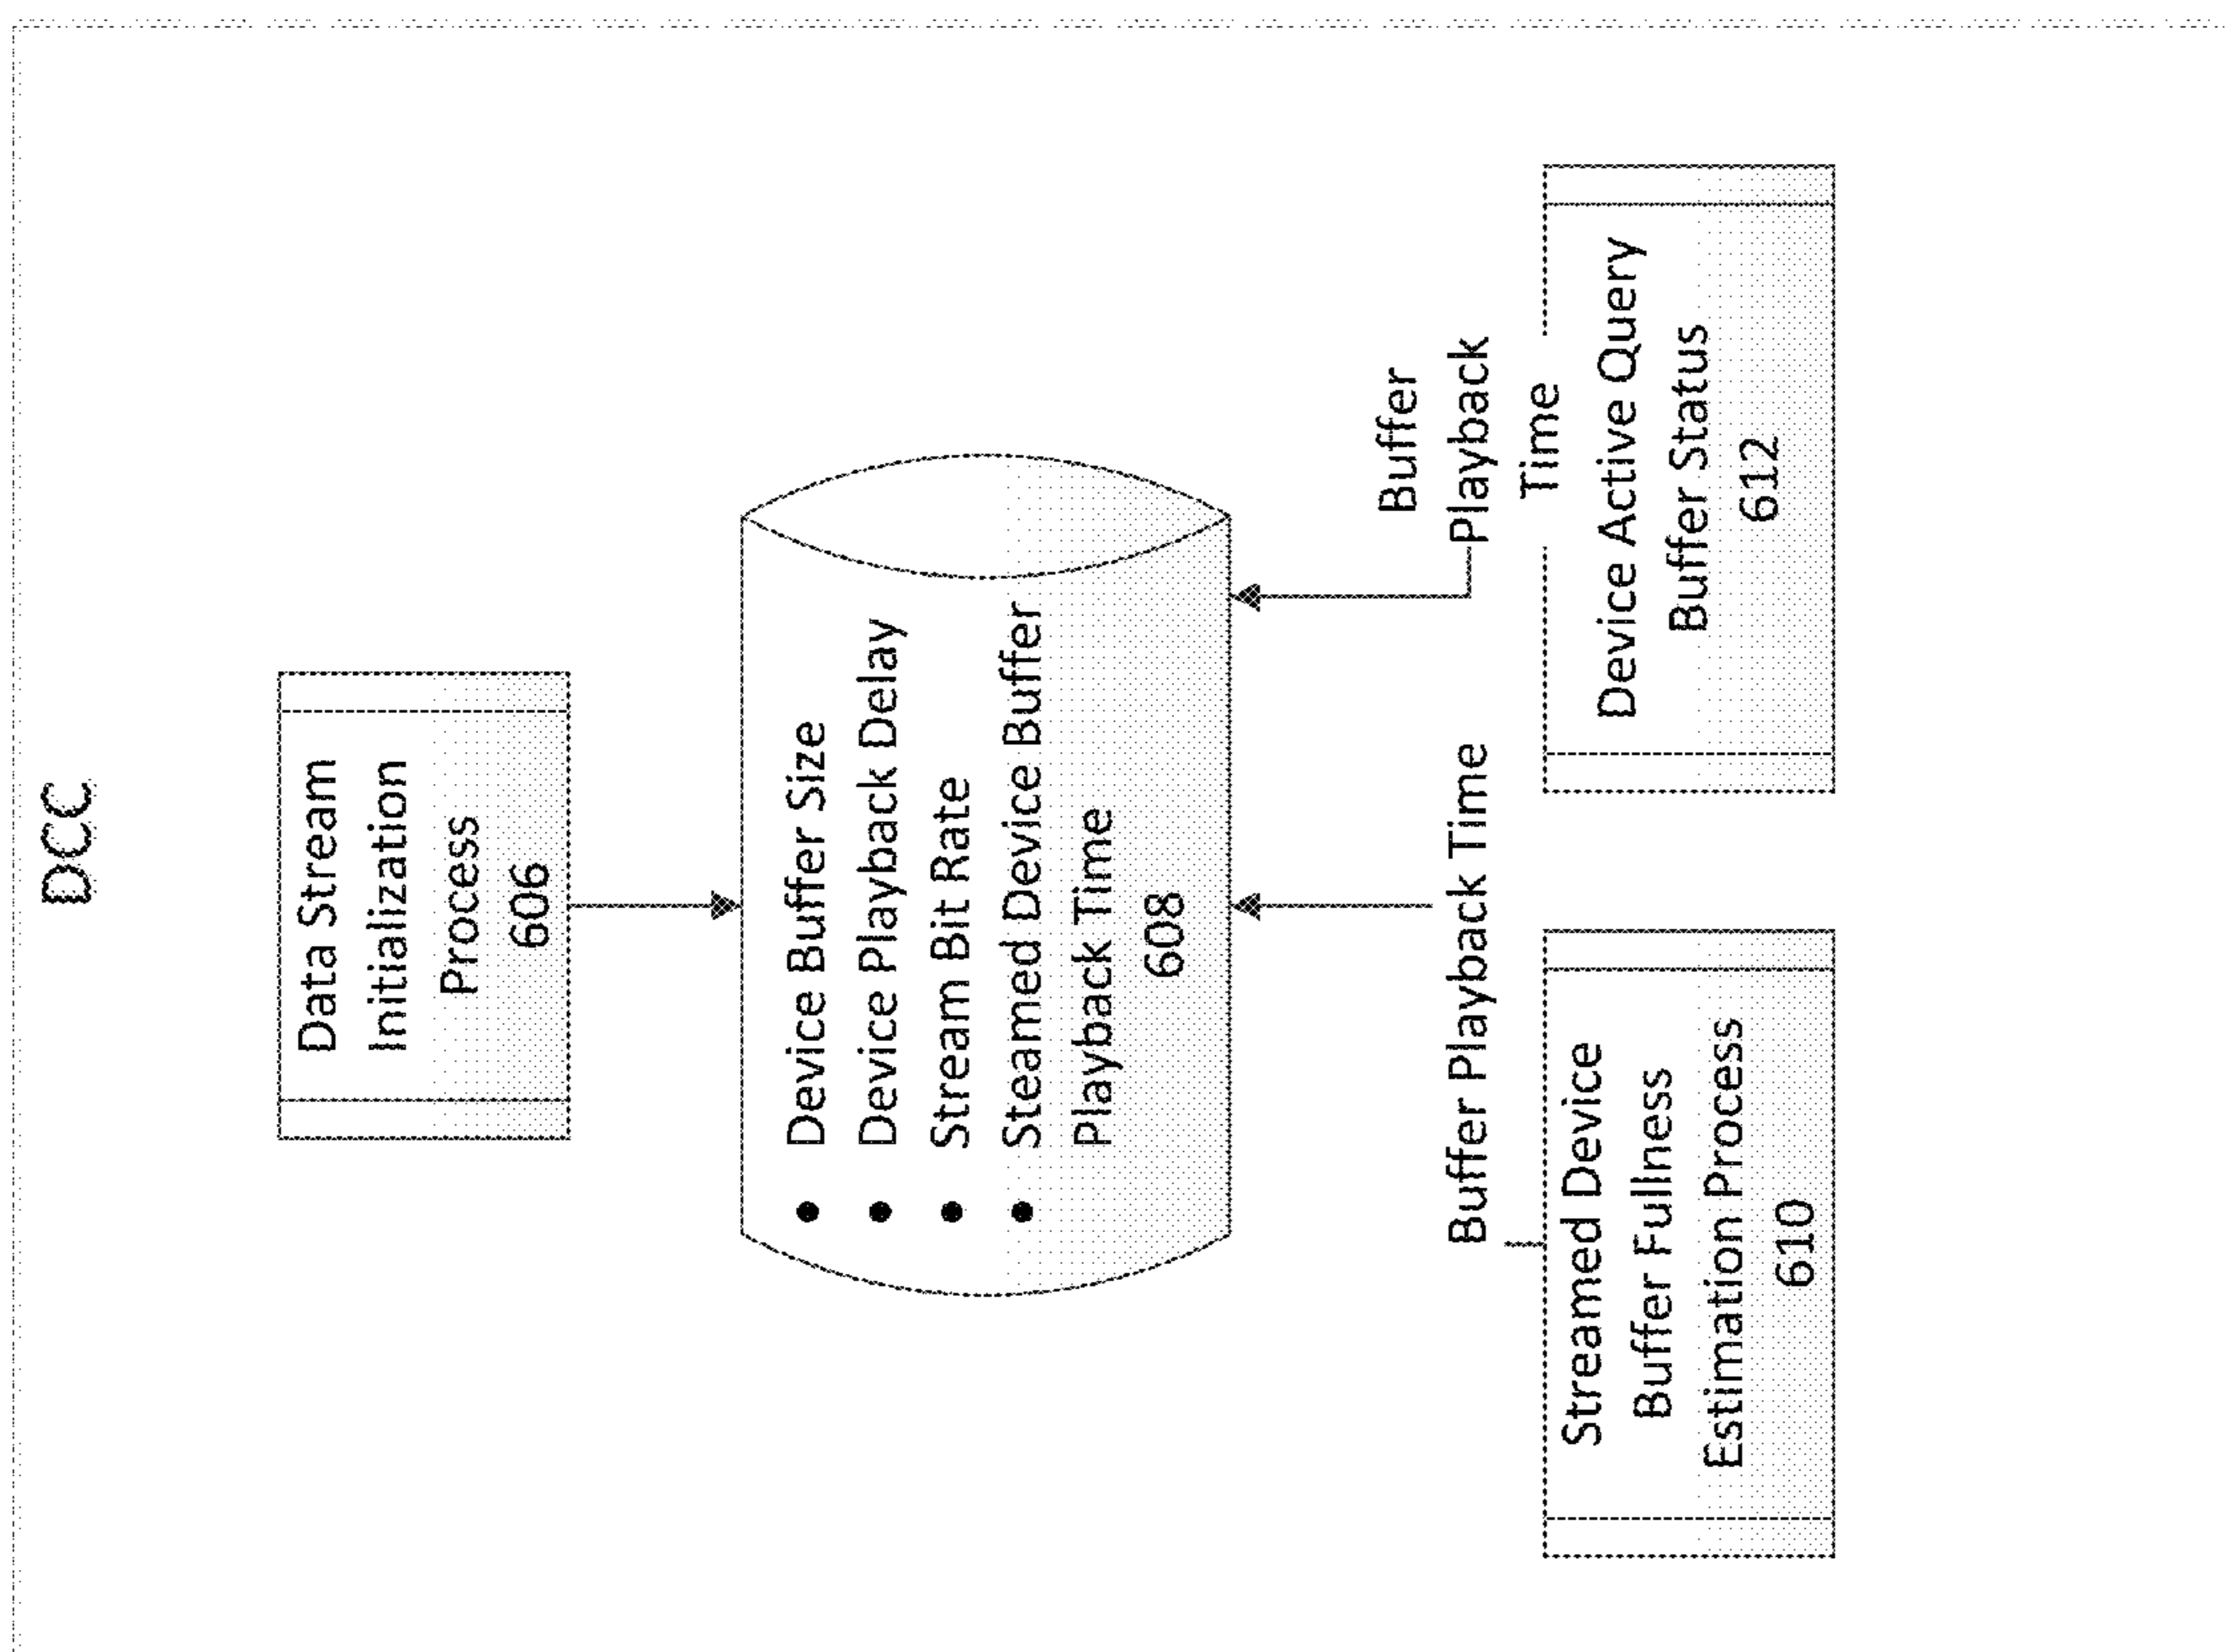 DCC
Data Stream
Initialization
Process
606
● Device Buffer Size
● Device Playback Delay
● Stream Bit Rate
● Steamed Device Buffer
Playback Time
608
Buffer Playback Time
Buffer
Playback
Time
Streamed Device
Buffer Fullness
Estimation Process
610
Device Active Query
Buffer Status
612